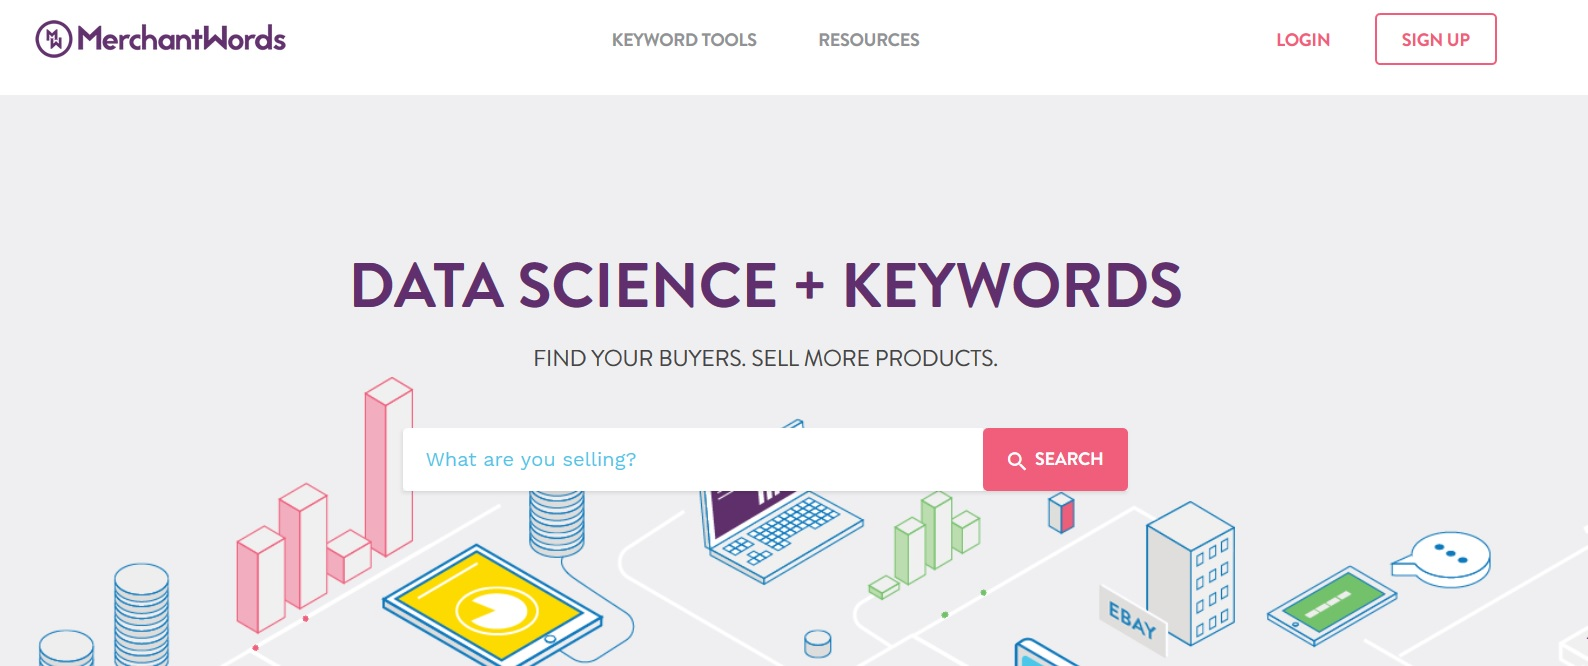 MerchantWords
KEYWORD TOOLS
RESOURCES
LOGIN
SIGN UP
DATA SCIENCE + KEYWORDS
FIND YOUR BUYERS. SELL MORE PRODUCTS.
What are you selling?
SEARCH
EBAY